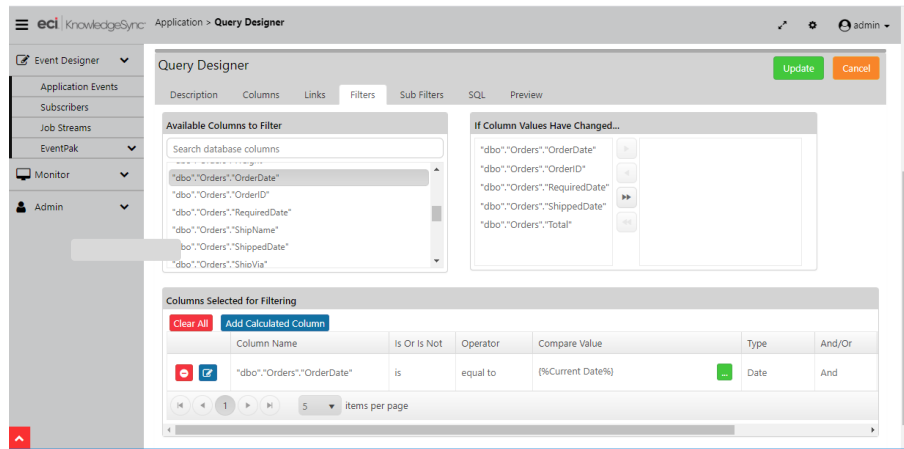 eci KnowledgeSync
Application > Query Designer
admin
Event Designer
Application Events
Subscribers
Job Streams
EventPak
Monitor
Admin
Query Designer
Update
Cancel
Description
Columns
Links
Filters
Sub Filters
SQL
Preview
Available Columns to Filter
Search database columns
"dbo"."Orders"."OrderDate"
"dbo"."Orders"."OrderID"
"dbo"."Orders"."RequiredDate"
"dbo"."Orders"."ShipName"
"dbo"."Orders"."ShippedDate"
"dbo"."Orders"."ShipVia"
If Column Values Have Changed...
"dbo"."Orders"."OrderDate"
"dbo"."Orders"."OrderID"
"dbo"."Orders"."RequiredDate"
"dbo"."Orders"."ShippedDate"
"dbo"."Orders"."Total"
Columns Selected for Filtering
Clear All
Add Calculated Column
Column Name Is Or Is Not Operator Compare Value Type And/Or
"dbo"."Orders"."OrderDate" is equal to {%Current Date%} ... Date And
1 5 items per page